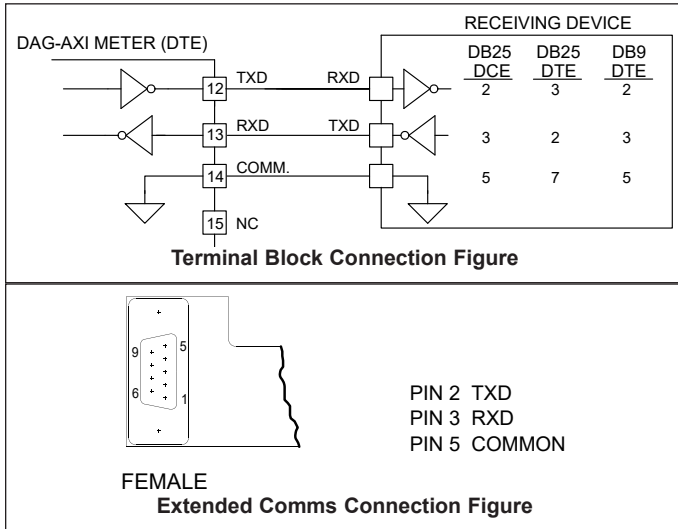 RECEIVING DEVICE
DAG-AXI METER (DTE)
DB25 DB25 DB9
DCE DTE DTE
12 TXD RXD 2 3 2
13 RXD TXD 3 2 3
14 COMM. 5 7 5
15 NC
Terminal Block Connection Figure
9 5
6 1
PIN 2 TXD
PIN 3 RXD
PIN 5 COMMON
FEMALE
Extended Comms Connection Figure